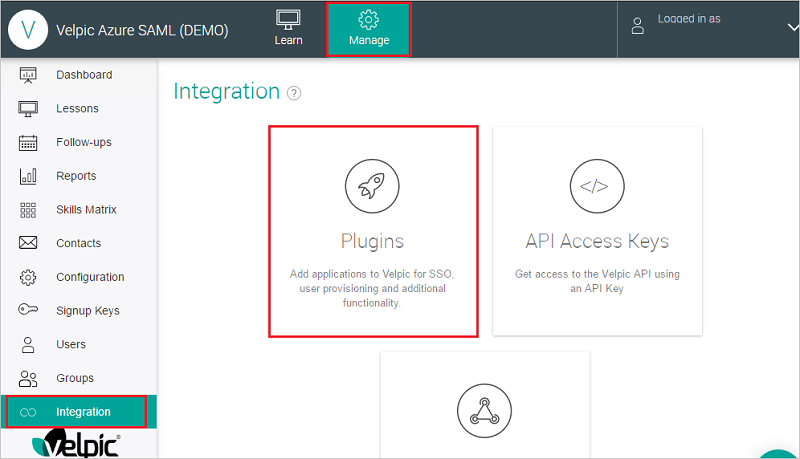 V
Velpic Azure SAML (DEMO)
Learn
Manage
Logged in as
Dashboard
Lessons
Follow-ups
Reports
Skills Matrix
Contacts
Configuration
Signup Keys
Users
Groups
Integration
velpic®
Integration ?
Plugins
Add applications to Velpic for SSO,
user provisioning and additional
functionality.
</>
API Access Keys
Get access to the Velpic API using
an API Key